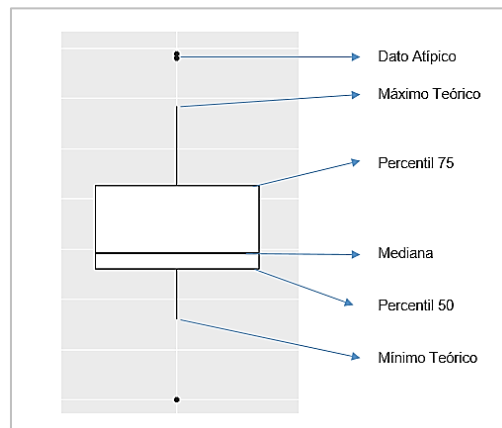 Dato Atípico
Máximo Teórico
Percentil 75
Mediana
Percentil 50
Mínimo Teórico